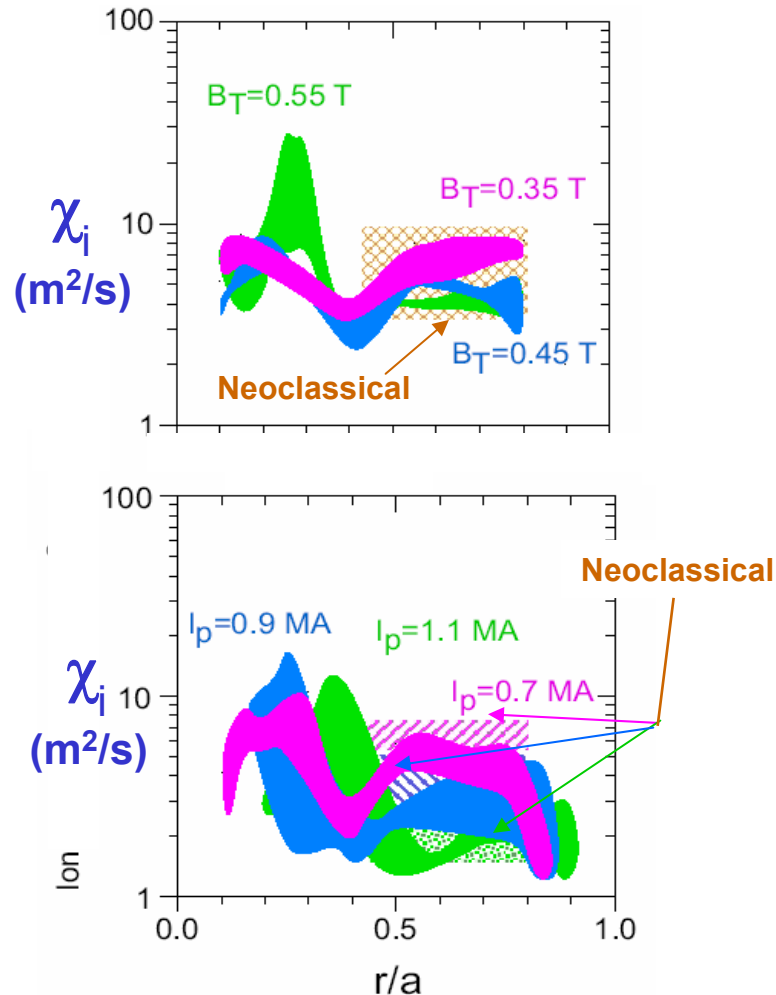 100
B_T=0.55 T
B_T=0.35 T
χ_i
(m²/s)
10
B_T=0.45 T
Neoclassical
1
100
Neoclassical
I_p=0.9 MA
I_p=1.1 MA
I_p=0.7 MA
χ_i
(m²/s)
10
Ion
1
0.0
0.5
1.0
r/a